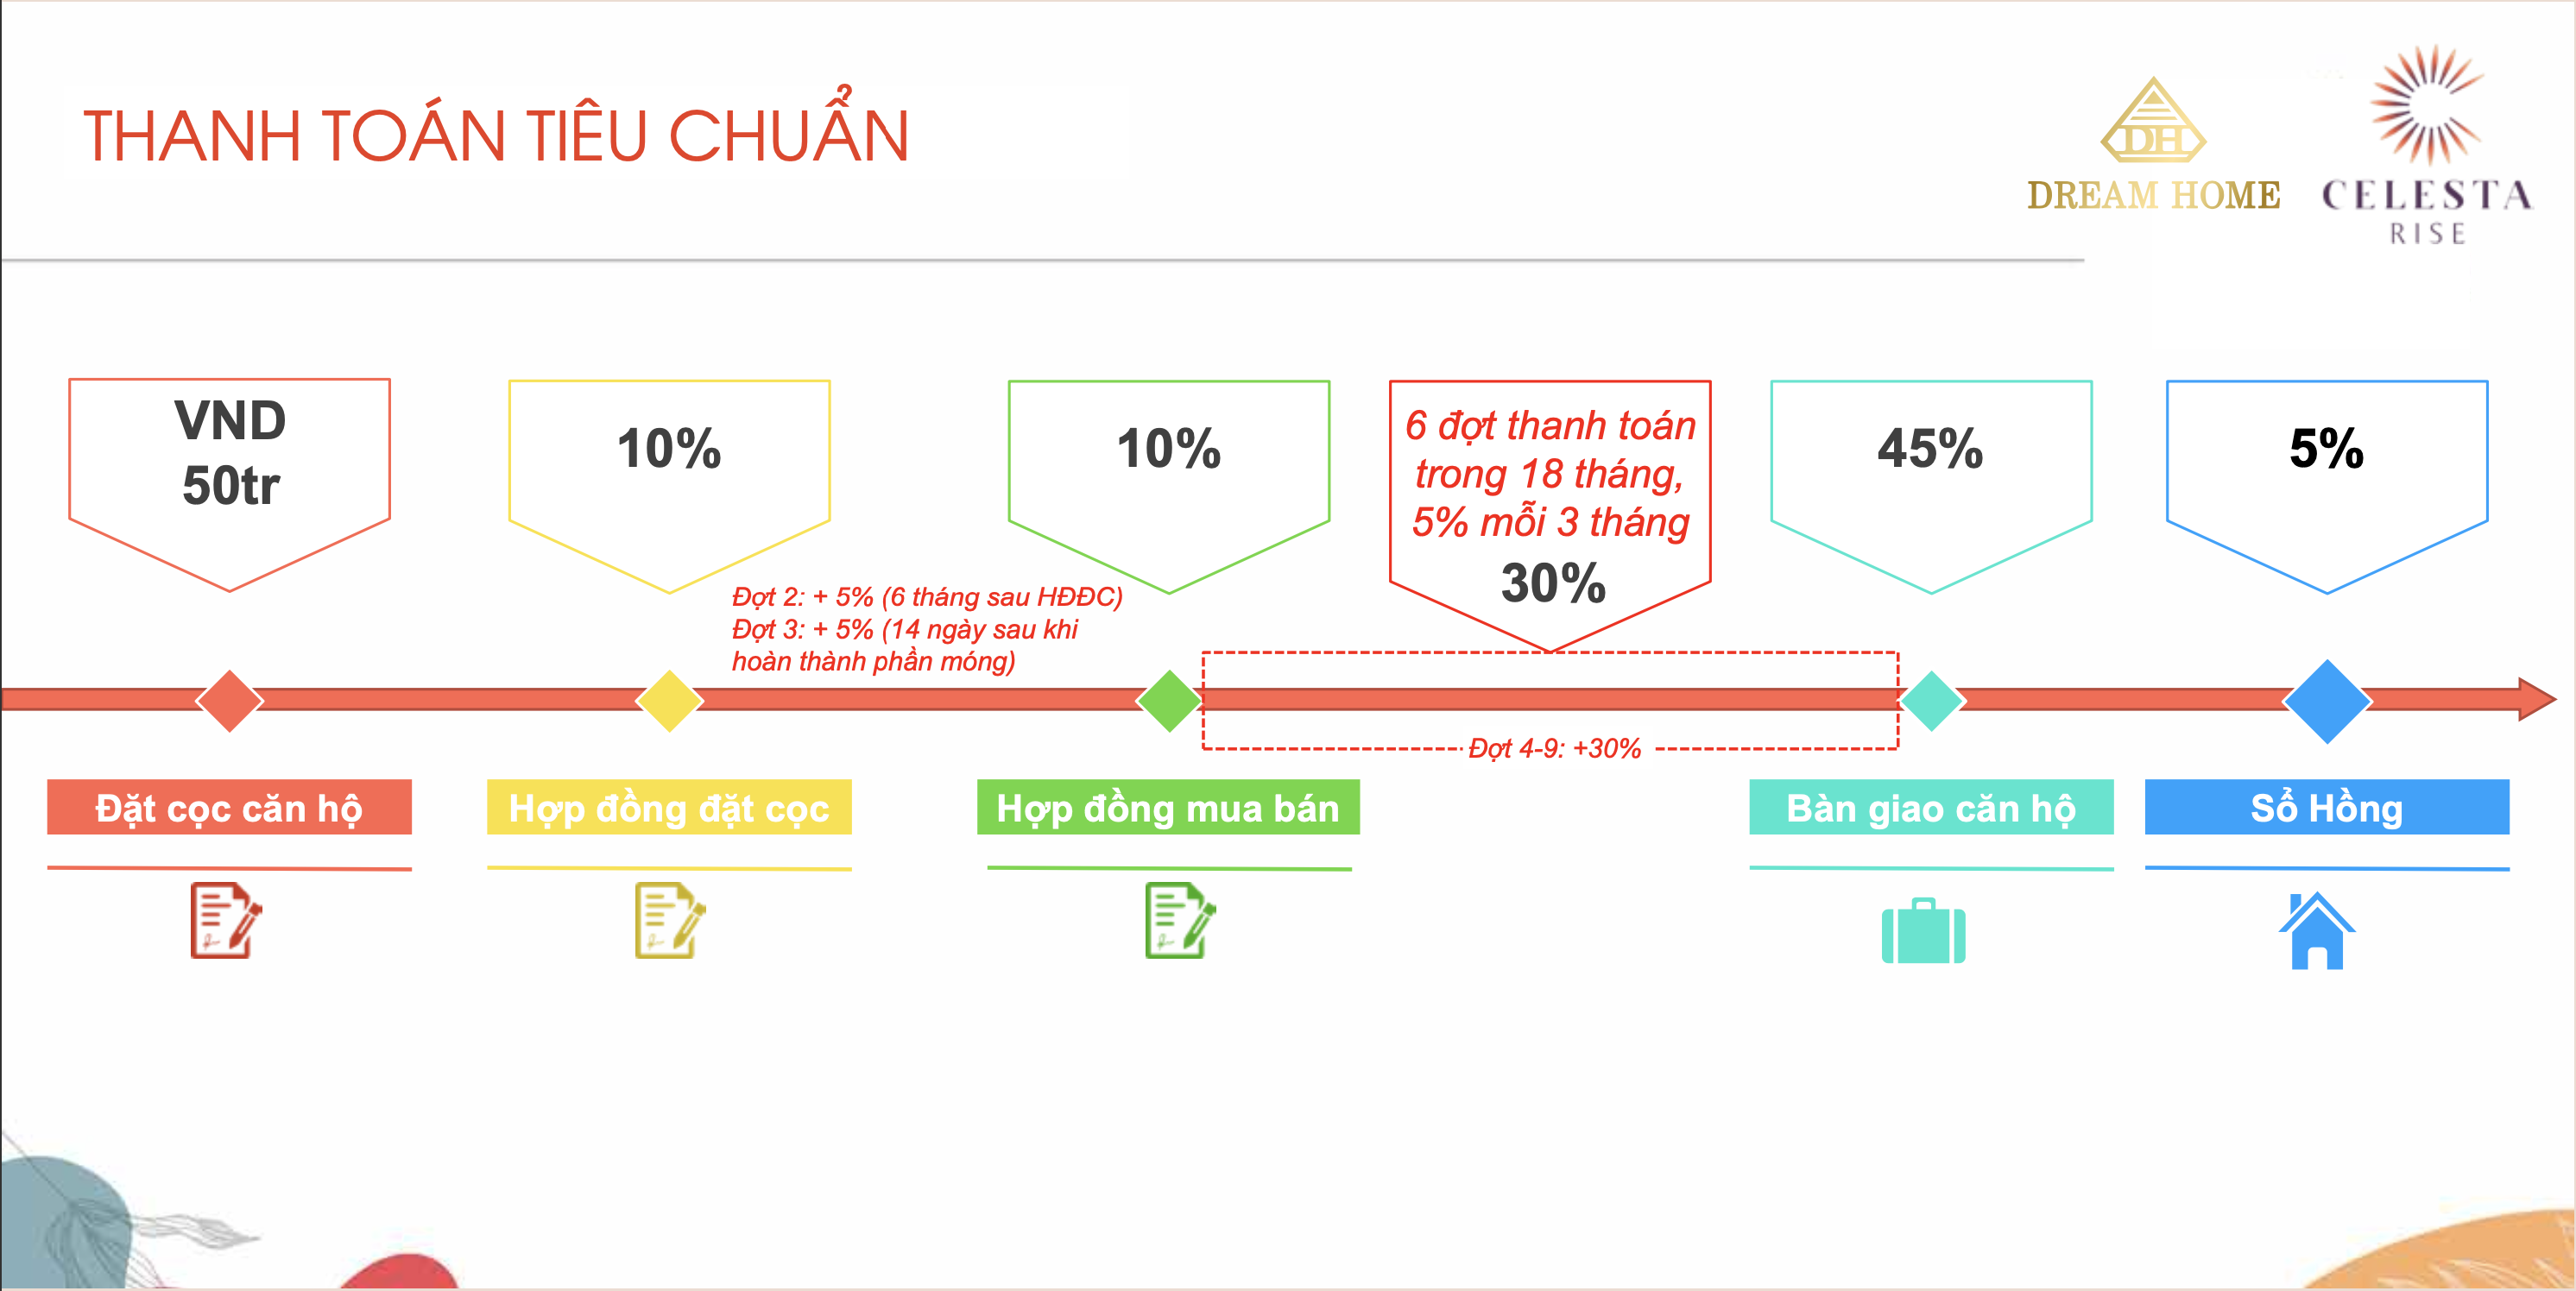 THANH TOÁN TIÊU CHUẨN
DH
DREAM HOME
CELESTA
RISE
VND
50tr
10%
10%
6 đợt thanh toán
trong 18 tháng,
5% mỗi 3 tháng
30%
45%
5%
Đợt 2: + 5% (6 tháng sau HĐĐC)
Đợt 3: + 5% (14 ngày sau khi
hoàn thành phần móng)
Đợt 4-9: +30%
Đặt cọc căn hộ
Hợp đồng đặt cọc
Hợp đồng mua bán
Bàn giao căn hộ
Sổ Hồng